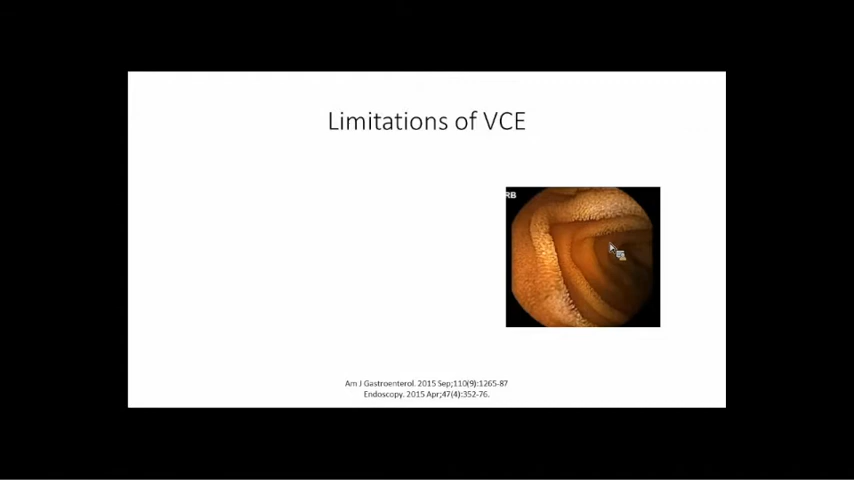 Limitations of VCE
RB
Am J Gastroenterol. 2015 Sep;110(9):1265-87
Endoscopy. 2015 Apr;47(4):352-76.